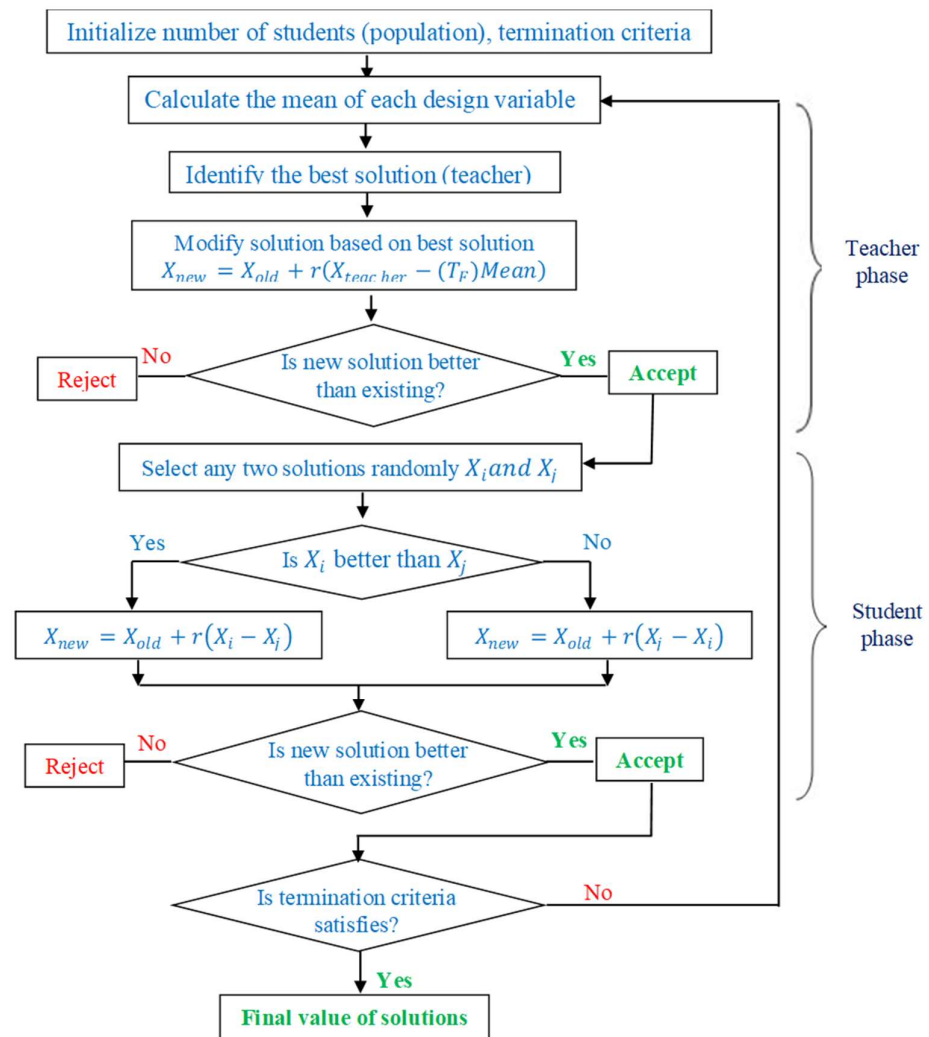 Initialize number of students (population), termination criteria
Calculate the mean of each design variable
Identify the best solution (teacher)
Modify solution based on best solution
X_new = X_old + r(X_teacher − (T_F)Mean)
Teacher
phase
Is new solution better
than existing?
No
Reject
Yes
Accept
Select any two solutions randomly X_i and X_j
Is X_i better than X_j
Yes
No
X_new = X_old + r(X_i − X_j)
X_new = X_old + r(X_j − X_i)
Student
phase
Is new solution better
than existing?
No
Reject
Yes
Accept
Is termination criteria
satisfies?
No
Yes
Final value of solutions